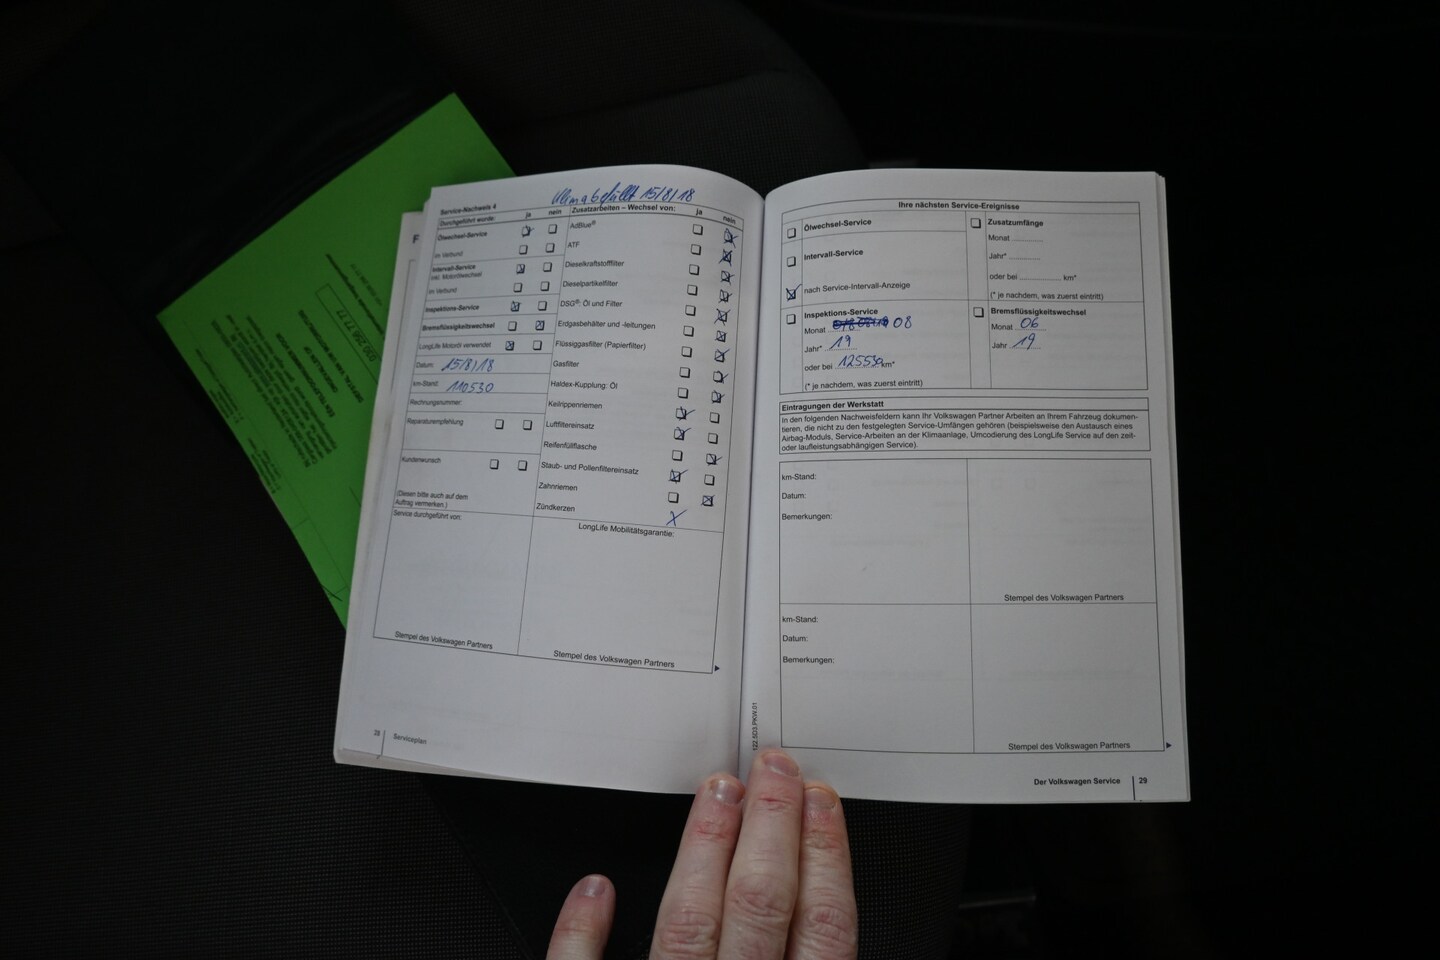 Klima befüllt 15/8/18
Service-Nachweis 4
Durchgeführt wurde: ja nein
Ölwechsel-Service
im Verbund
Intervall-Service
inkl. Motorölwechsel
im Verbund
Inspektions-Service
Bremsflüssigkeitswechsel
LongLife Motoröl verwendet
Datum: 15/8/18
km-Stand: 110530
Rechnungsnummer:
Reparaturempfehlung
Kundenwunsch
(Diesen bitte auch auf dem
Auftrag vermerken.)
Service durchgeführt von:
Stempel des Volkswagen Partners
Zusatzarbeiten – Wechsel von: ja nein
AdBlue®
ATF
Dieselkraftstofffilter
Dieselpartikelfilter
DSG®: Öl und Filter
Erdgasbehälter und -leitungen
Flüssiggasfilter (Papierfilter)
Gasfilter
Haldex-Kupplung: Öl
Keilrippenriemen
Luftfiltereinsatz
Reifenfüllflasche
Staub- und Pollenfiltereinsatz
Zahnriemen
Zündkerzen
X
LongLife Mobilitätsgarantie:
Stempel des Volkswagen Partners
28 Serviceplan
Ihre nächsten Service-Ereignisse
Ölwechsel-Service
Intervall-Service
nach Service-Intervall-Anzeige
Inspektions-Service
Monat 08
Jahr* 19
oder bei 125530 km*
(* je nachdem, was zuerst eintritt)
Zusatzumfänge
Monat
Jahr*
oder bei km*
(* je nachdem, was zuerst eintritt)
Bremsflüssigkeitswechsel
Monat 06
Jahr 19
Eintragungen der Werkstatt
In den folgenden Nachweisfeldern kann Ihr Volkswagen Partner Arbeiten an Ihrem Fahrzeug dokumen-
tieren, die nicht zu den festgelegten Service-Umfängen gehören (beispielsweise den Austausch eines
Airbag-Moduls, Service-Arbeiten an der Klimaanlage, Umcodierung des LongLife Service auf den zeit-
oder laufleistungsabhängigen Service).
km-Stand:
Datum:
Bemerkungen:
Stempel des Volkswagen Partners
km-Stand:
Datum:
Bemerkungen:
Stempel des Volkswagen Partners
122.5D3.PKW.01
Der Volkswagen Service 29